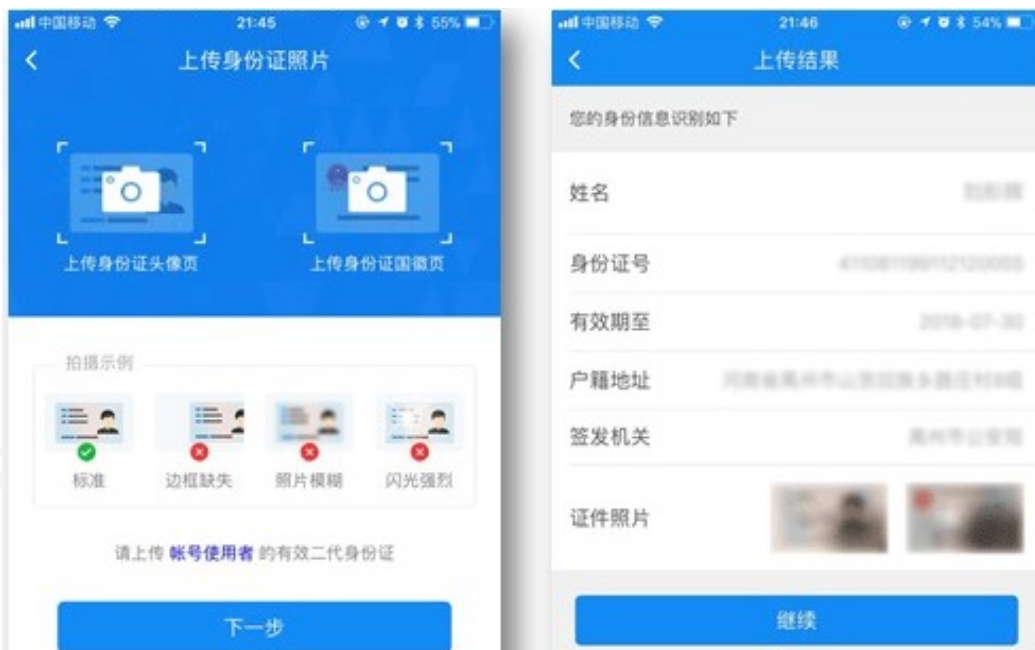 中国移动
21:45
55%
上传身份证照片
上传身份证头像页
上传身份证国徽页
拍摄示例
标准
边框缺失
照片模糊
闪光强烈
请上传 帐号使用者 的有效二代身份证
下一步
中国移动
21:46
54%
上传结果
您的身份信息识别如下
姓名
身份证号
有效期至
户籍地址
签发机关
证件照片
继续